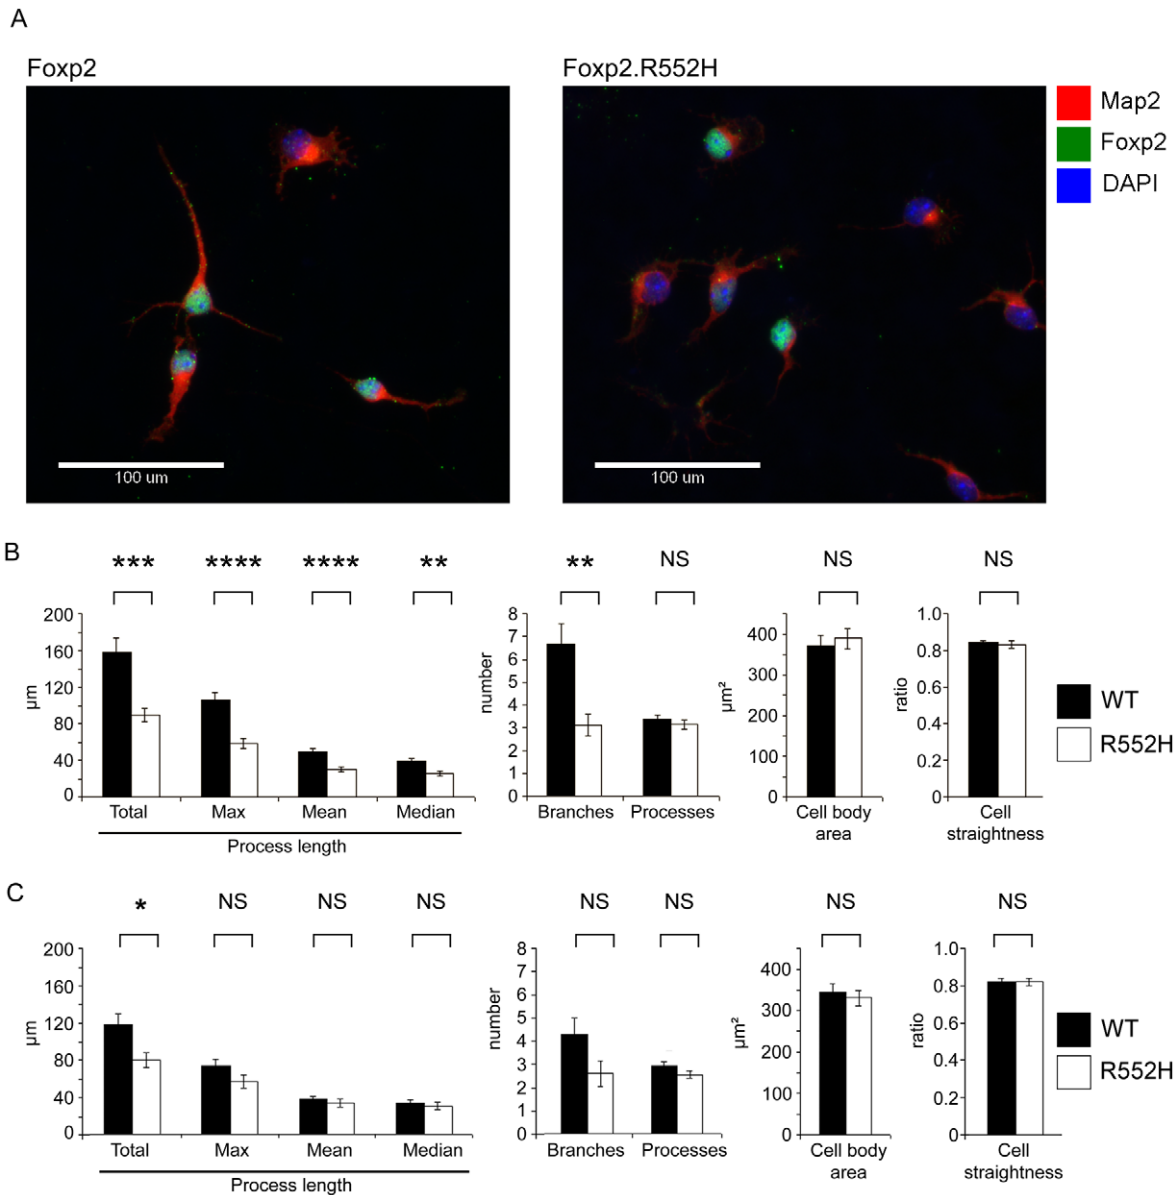 A
Foxp2
Foxp2.R552H
Map2
Foxp2
DAPI
100 um
100 um
B
*** **** **** ** ** NS NS NS
200
160
120
80
40
0
µm
8
7
6
5
4
3
2
1
0
number
400
300
200
100
0
µm²
1.0
0.8
0.6
0.4
0.2
0
ratio
WT
R552H
Total Max Mean Median
Process length
Branches Processes
Cell body
area
Cell
straightness
C
* NS NS NS NS NS NS NS
200
160
120
80
40
0
µm
8
7
6
5
4
3
2
1
0
number
400
300
200
100
0
µm²
1.0
0.8
0.6
0.4
0.2
0
ratio
WT
R552H
Total Max Mean Median
Process length
Branches Processes
Cell body
area
Cell
straightness